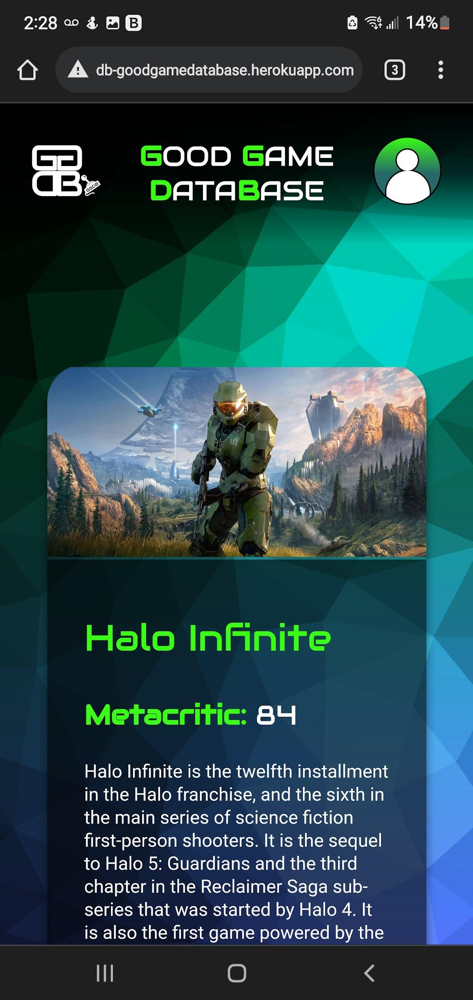 2:28
B
6
14%
db-goodgamedatabase.herokuapp.com
3
GG
DB
GGDB
GOOD GAME
DATABASE
117
Halo Infinite
Metacritic: 84
Halo Infinite is the twelfth installment
in the Halo franchise, and the sixth in
the main series of science fiction
first-person shooters. It is the sequel
to Halo 5: Guardians and the third
chapter in the Reclaimer Saga sub-
series that was started by Halo 4. It
is also the first game powered by the